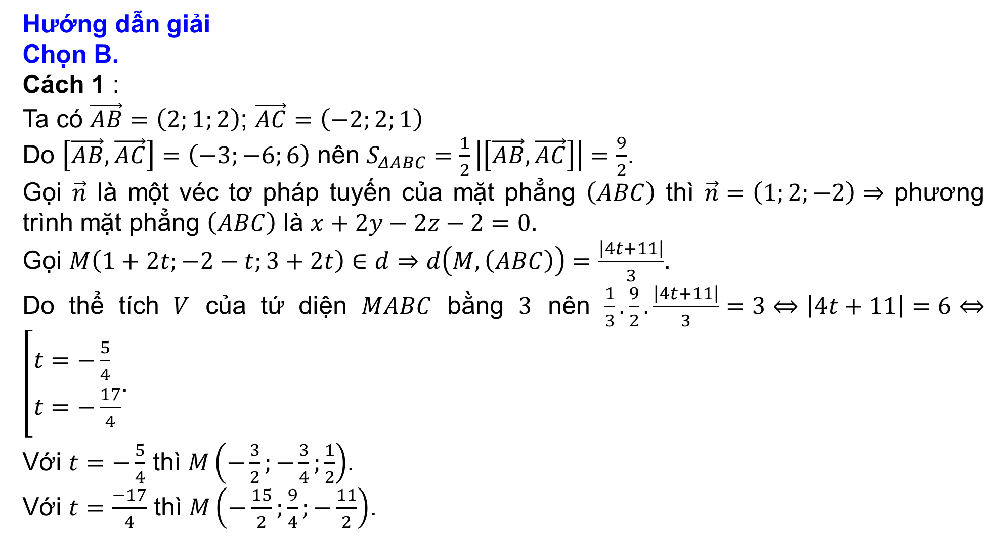 Hướng dẫn giải
Chọn B.
Cách 1 :
Ta có $\overrightarrow{AB} = (2; 1; 2)$; $\overrightarrow{AC} = (-2; 2; 1)$
Do $[\overrightarrow{AB}, \overrightarrow{AC}] = (-3; -6; 6)$ nên $S_{\Delta ABC} = \frac{1}{2}|[\overrightarrow{AB}, \overrightarrow{AC}]| = \frac{9}{2}$.
Gọi $\vec{n}$ là một véc tơ pháp tuyến của mặt phẳng $(ABC)$ thì $\vec{n} = (1; 2; -2) \Rightarrow$ phương
trình mặt phẳng $(ABC)$ là $x + 2y - 2z - 2 = 0$.
Gọi $M(1 + 2t; -2 - t; 3 + 2t) \in d \Rightarrow d(M, (ABC)) = \frac{|4t+11|}{3}$.
Do thể tích $V$ của tứ diện $MABC$ bằng $3$ nên $\frac{1}{3}.\frac{9}{2}.\frac{|4t+11|}{3} = 3 \Leftrightarrow |4t + 11| = 6 \Leftrightarrow$
$\left[\begin{array}{l} t = -\frac{5}{4} \\ t = -\frac{17}{4} \end{array}\right.$.
Với $t = -\frac{5}{4}$ thì $M\left(-\frac{3}{2}; -\frac{3}{4}; \frac{1}{2}\right)$.
Với $t = \frac{-17}{4}$ thì $M\left(-\frac{15}{2}; \frac{9}{4}; -\frac{11}{2}\right)$.